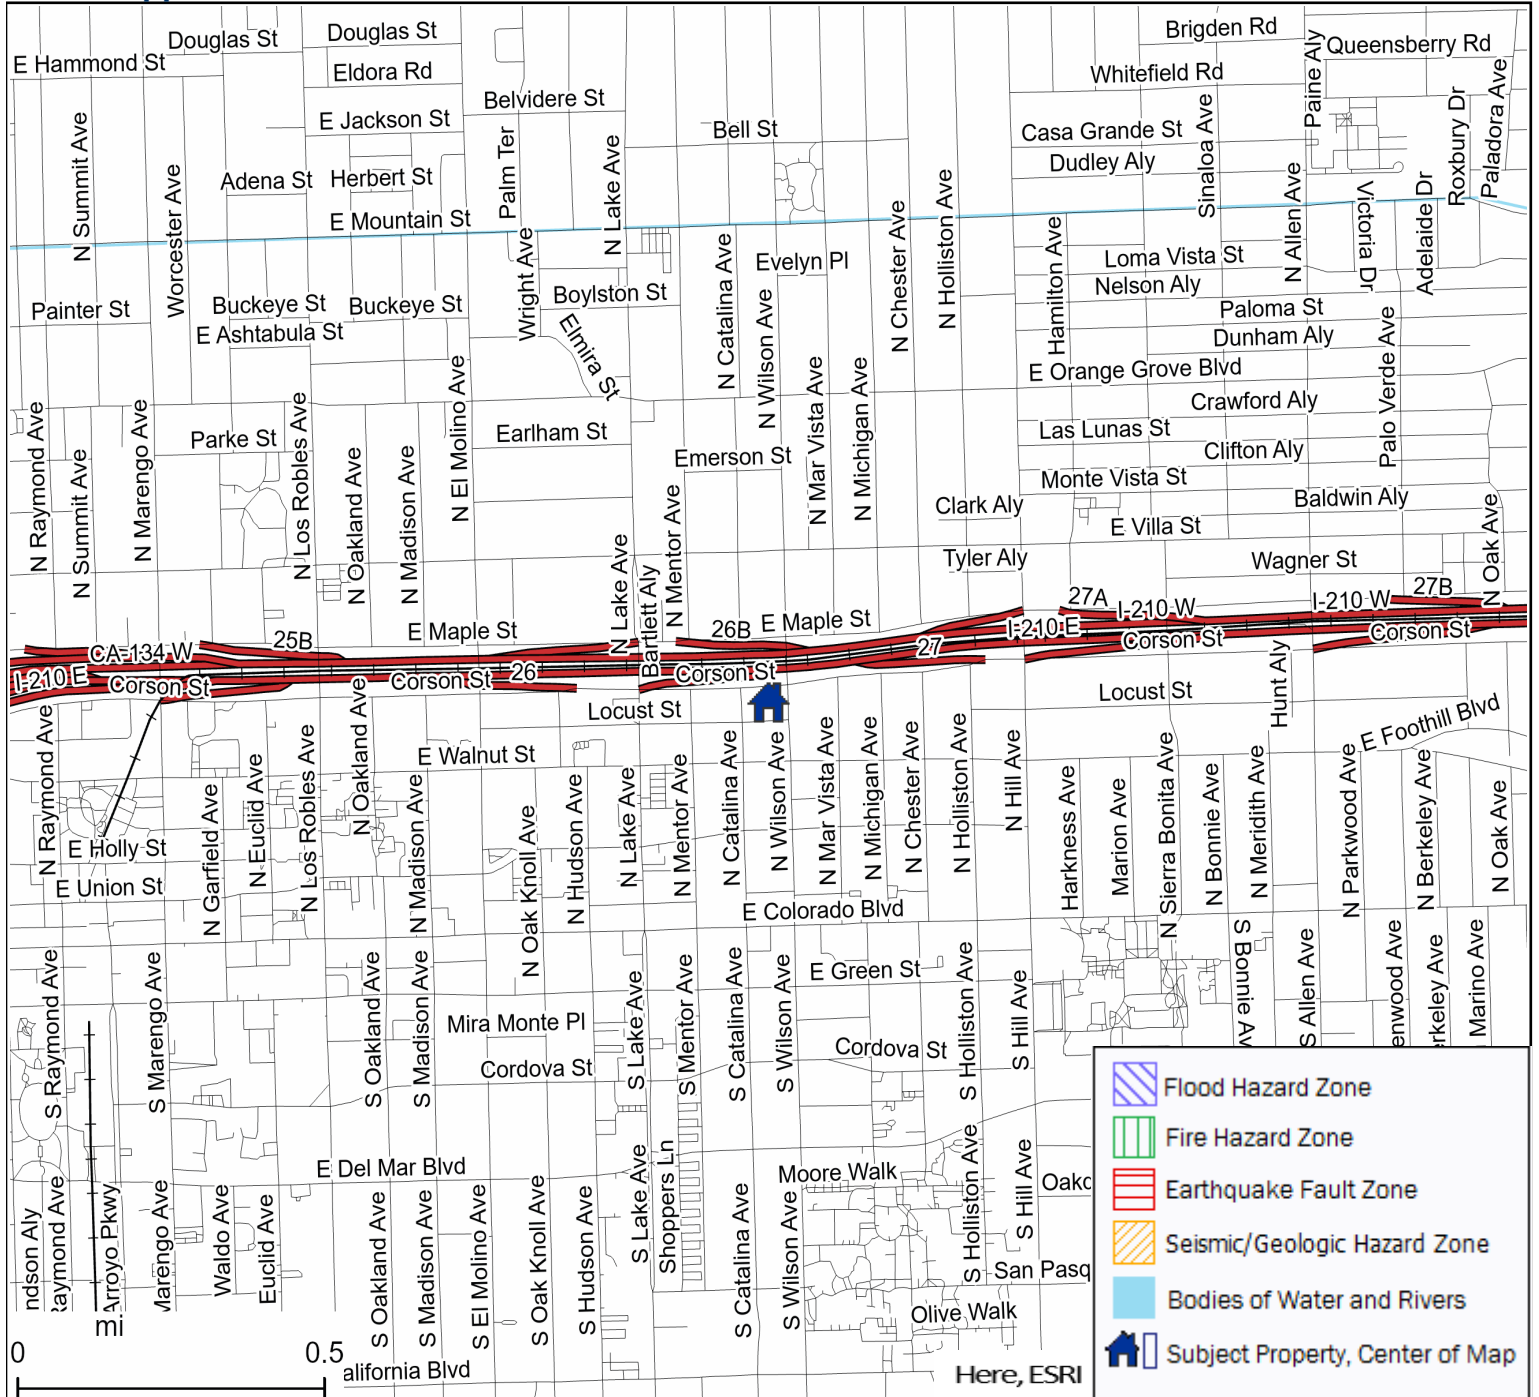 Douglas St
Douglas St
Brigden Rd
Queensberry Rd
E Hammond St
Eldora Rd
Whitefield Rd
Paine Aly
Belvidere St
E Jackson St
Bell St
Casa Grande St
Dudley Aly
Sinaloa Ave
Roxbury Dr
Paladora Ave
N Summit Ave
Worcester Ave
Adena St
Herbert St
Palm Ter
N Lake Ave
E Mountain St
N Chester Ave
N Holliston Ave
N Allen Ave
Victoria Dr
Adelaide Dr
Hamilton Ave
Loma Vista St
Nelson Aly
Evelyn Pl
Wright Ave
Boylston St
N Catalina Ave
N Wilson Ave
Painter St
Buckeye St
Buckeye St
E Ashtabula St
Paloma St
Dunham Aly
Palo Verde Ave
Elmira St
E Orange Grove Blvd
N El Molino Ave
N Mar Vista Ave
N Michigan Ave
Crawford Aly
N Raymond Ave
N Marengo Ave
N Los Robles Ave
Parke St
Earlham St
Las Lunas St
Clifton Aly
N Summit Ave
N Oakland Ave
N Madison Ave
Emerson St
Monte Vista St
Baldwin Aly
Clark Aly
E Villa St
N Oak Ave
N Lake Ave
Bartlett Aly
N Mentor Ave
Tyler Aly
Wagner St
27A
I-210 W
I-210 W
27B
E Maple St
26B
E Maple St
I-210 E
Corson St
Corson St
25B
CA-134 W
27
I-210 E
Corson St
Corson St
26
Corson St
Locust St
Locust St
Hunt Aly
E Foothill Blvd
E Walnut St
N Raymond Ave
N Euclid Ave
N Los Robles Ave
N Oakland Ave
N Garfield Ave
N Madison Ave
N Oak Knoll Ave
N Hudson Ave
N Lake Ave
N Mentor Ave
N Catalina Ave
N Wilson Ave
N Mar Vista Ave
N Michigan Ave
N Chester Ave
N Holliston Ave
N Hill Ave
Harkness Ave
Marion Ave
N Sierra Bonita Ave
N Bonnie Ave
N Meridith Ave
N Parkwood Ave
N Berkeley Ave
N Oak Ave
E Holly St
E Union St
E Colorado Blvd
S Raymond Ave
S Marengo Ave
S Oakland Ave
S Madison Ave
S Lake Ave
S Mentor Ave
S Catalina Ave
S Wilson Ave
E Green St
S Holliston Ave
S Hill Ave
S Bonnie Av
S Allen Ave
enwood Ave
erkeley Ave
Marino Ave
Mira Monte Pl
Cordova St
Cordova St
E Del Mar Blvd
Moore Walk
Oakd
ndson Aly
Raymond Ave
Arroyo Pkwy
Marengo Ave
Waldo Ave
Euclid Ave
S Oakland Ave
S Madison Ave
S El Molino Ave
S Oak Knoll Ave
S Hudson Ave
S Lake Ave
Shoppers Ln
S Catalina Ave
S Wilson Ave
S Holliston Ave
S Hill Ave
San Pasq
Olive Walk
mi
0
0.5
alifornia Blvd
Here, ESRI
Flood Hazard Zone
Fire Hazard Zone
Earthquake Fault Zone
Seismic/Geologic Hazard Zone
Bodies of Water and Rivers
Subject Property, Center of Map